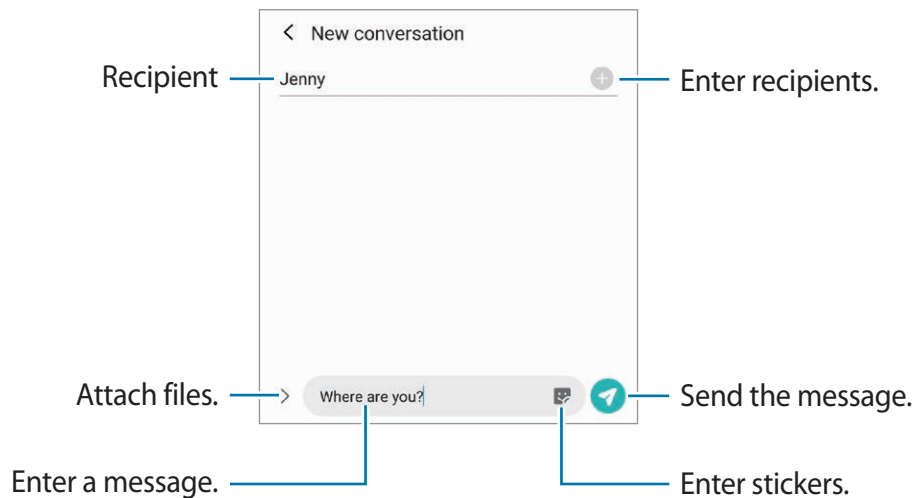 New conversation
Recipient
Jenny
Enter recipients.
Attach files.
Where are you?
Send the message.
Enter a message.
Enter stickers.